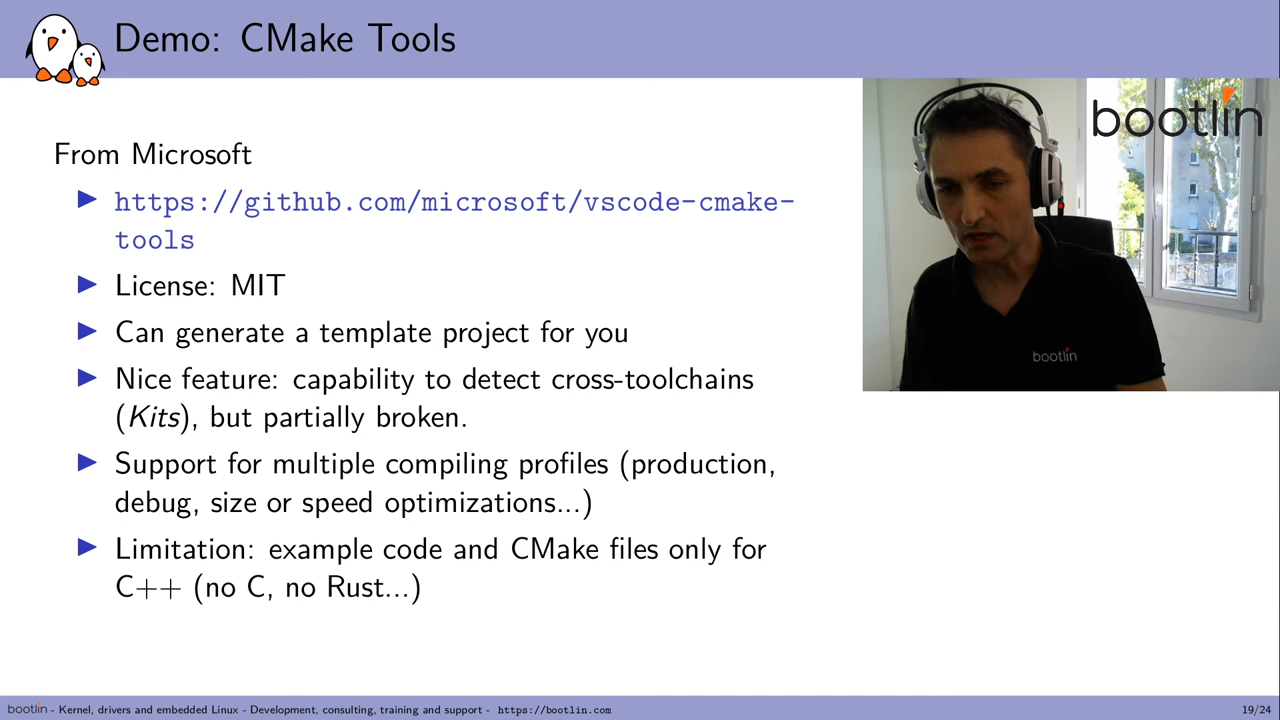 Demo: CMake Tools
bootlin
From Microsoft
https://github.com/microsoft/vscode-cmake-
tools
License: MIT
Can generate a template project for you
Nice feature: capability to detect cross-toolchains
(Kits), but partially broken.
Support for multiple compiling profiles (production,
debug, size or speed optimizations...)
Limitation: example code and CMake files only for
C++ (no C, no Rust...)
bootlin
bootlin - Kernel, drivers and embedded Linux - Development, consulting, training and support - https://bootlin.com
19/24